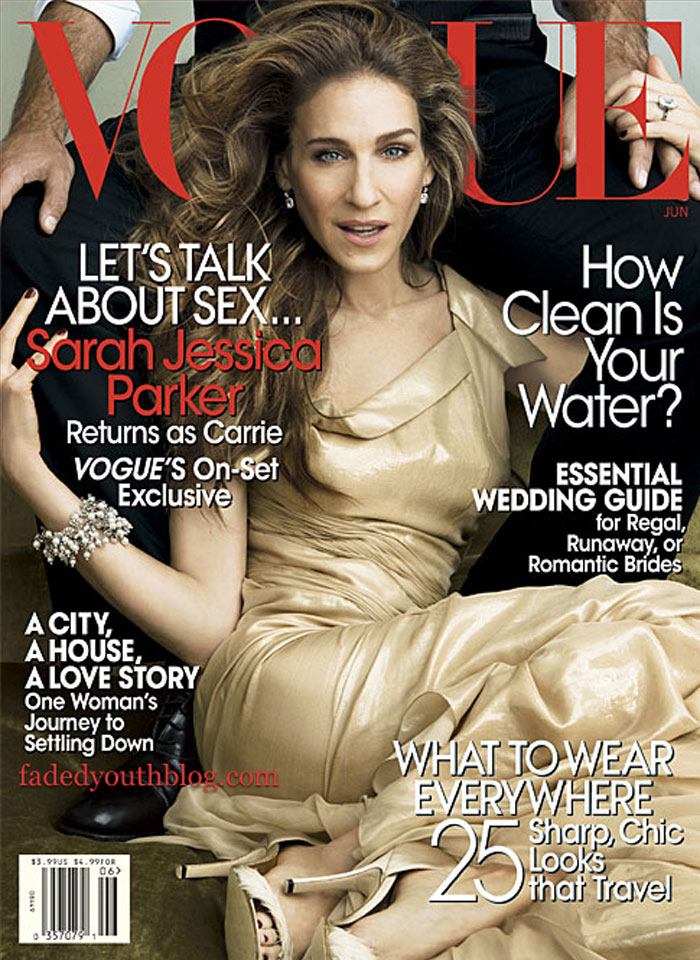 VOGUE
JUN
LET'S TALK
ABOUT SEX...
Sarah Jessica
Parker
Returns as Carrie
VOGUE'S On-Set
Exclusive
How
Clean Is
Your
Water?
ESSENTIAL
WEDDING GUIDE
for Regal,
Runaway, or
Romantic Brides
A CITY,
A HOUSE,
A LOVE STORY
One Woman's
Journey to
Settling Down
fadedyouthblog.com
WHAT TO WEAR
EVERYWHERE
25 Sharp, Chic
Looks
that Travel
$3.99US $4.99FOR
06>
0 357079 1